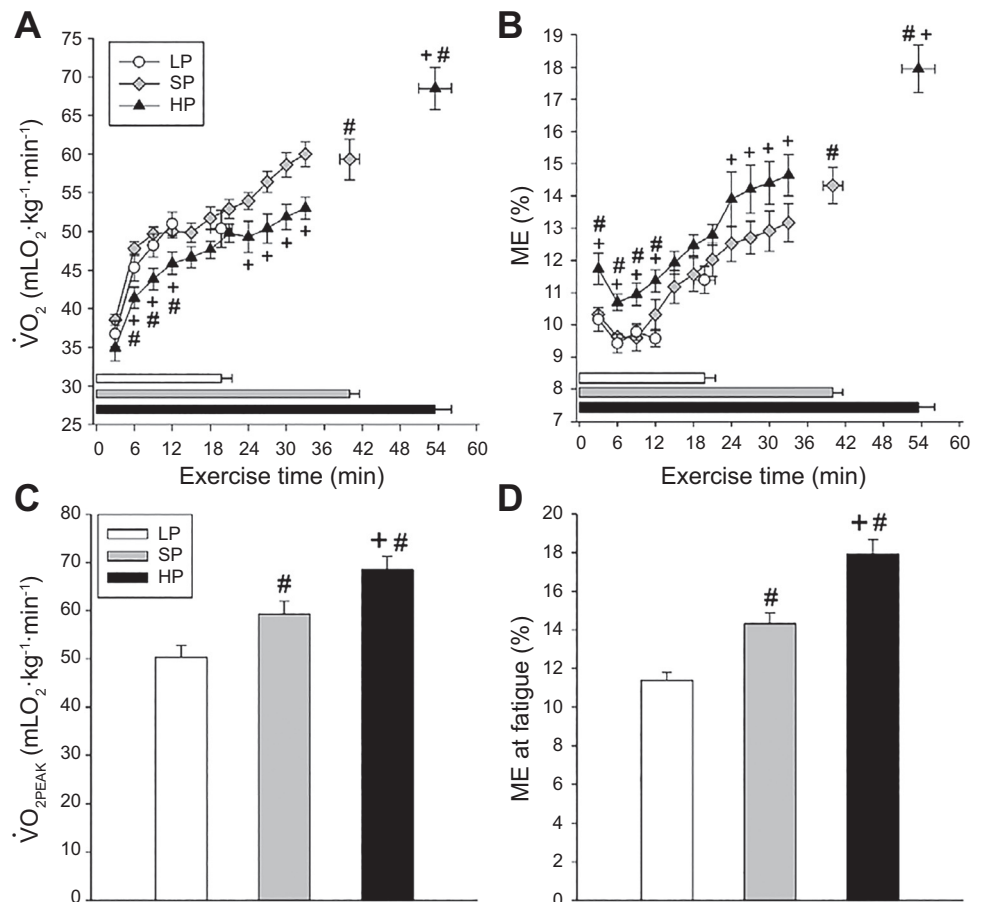 A
V̇O₂ (mLO₂·kg⁻¹·min⁻¹)
75
70
65
60
55
50
45
40
35
30
25
LP
SP
HP
+ #
#
+ + + +
+ + +
# # #
0 6 12 18 24 30 36 42 48 54 60
Exercise time (min)
B
ME (%)
19
18
17
16
15
14
13
12
11
10
9
8
7
# +
#
+ + + +
# # # #
+ + + +
0 6 12 18 24 30 36 42 48 54 60
Exercise time (min)
C
V̇O₂PEAK (mLO₂·kg⁻¹·min⁻¹)
80
70
60
50
40
30
20
10
0
LP
SP
HP
#
+ #
D
ME at fatigue (%)
20
18
16
14
12
10
8
6
4
2
0
#
+ #